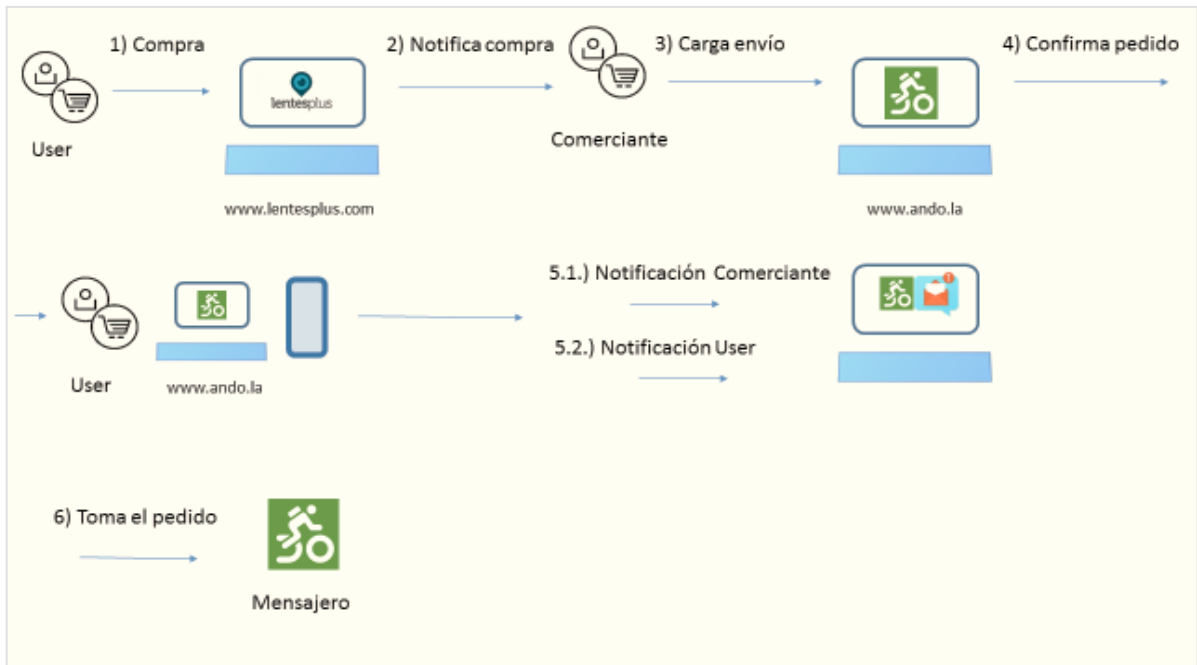 1) Compra
2) Notifica compra
3) Carga envío
4) Confirma pedido
lentesplus
User
Comerciante
www.lentesplus.com
www.ando.la
5.1.) Notificación Comerciante
5.2.) Notificación User
User
www.ando.la
6) Toma el pedido
Mensajero